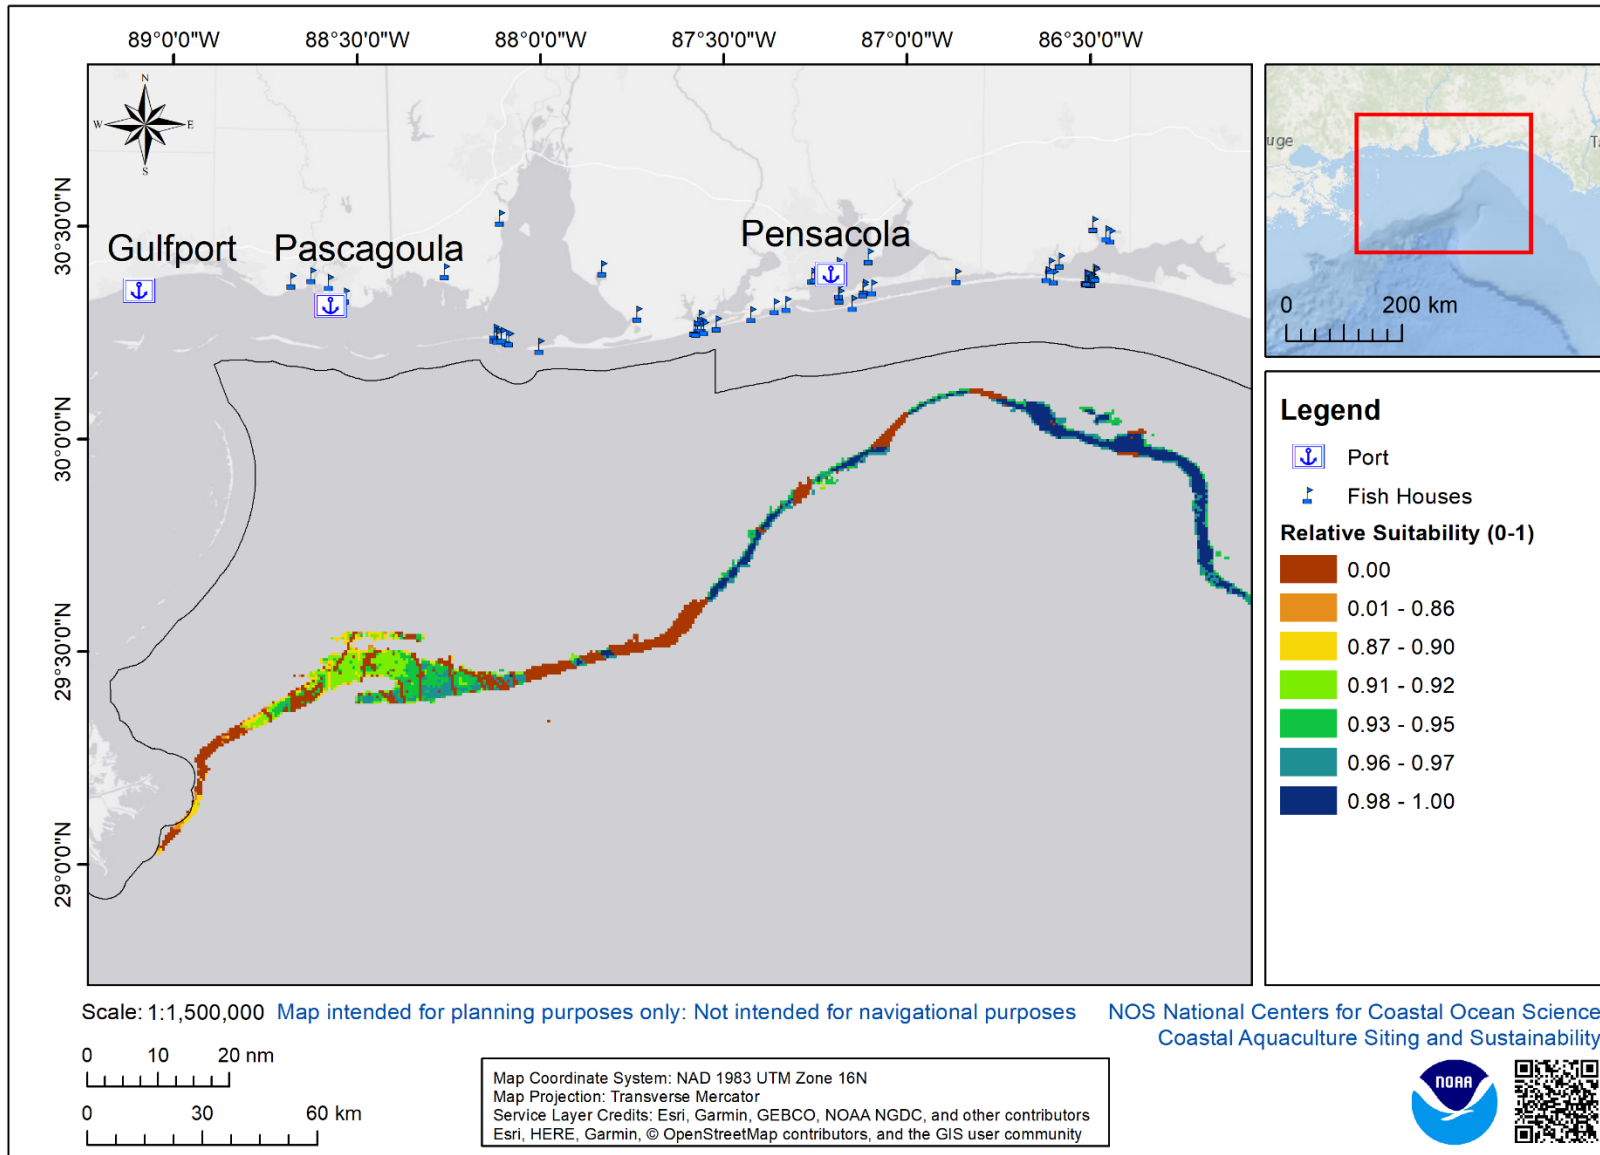 89°0'0"W 88°30'0"W 88°0'0"W 87°30'0"W 87°0'0"W 86°30'0"W
N
W E
S
30°30'0"N
30°0'0"N
29°30'0"N
29°0'0"N
Gulfport Pascagoula Pensacola
uge Ta
0 200 km
Legend
Port
Fish Houses
Relative Suitability (0-1)
0.00
0.01 - 0.86
0.87 - 0.90
0.91 - 0.92
0.93 - 0.95
0.96 - 0.97
0.98 - 1.00
Scale: 1:1,500,000 Map intended for planning purposes only: Not intended for navigational purposes
NOS National Centers for Coastal Ocean Science
Coastal Aquaculture Siting and Sustainability
0 10 20 nm
0 30 60 km
Map Coordinate System: NAD 1983 UTM Zone 16N
Map Projection: Transverse Mercator
Service Layer Credits: Esri, Garmin, GEBCO, NOAA NGDC, and other contributors
Esri, HERE, Garmin, © OpenStreetMap contributors, and the GIS user community
NOAA